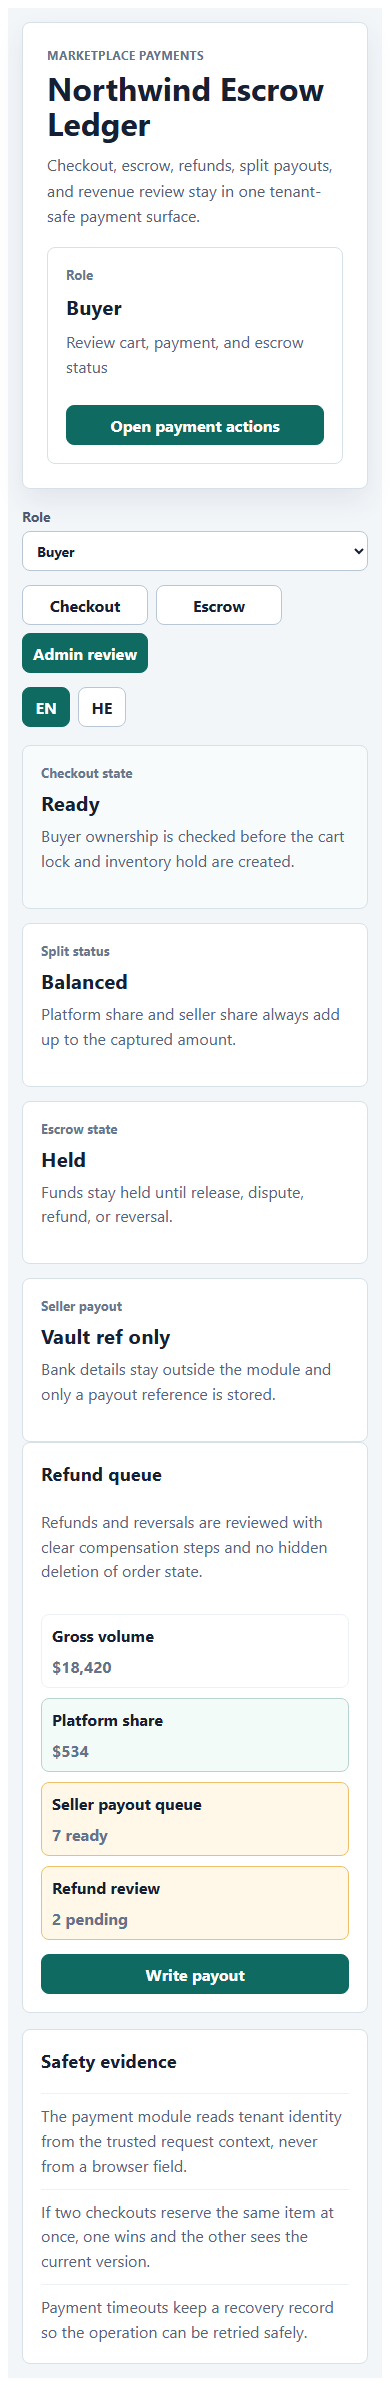 MARKETPLACE PAYMENTS
Northwind Escrow
Ledger
Checkout, escrow, refunds, split payouts,
and revenue review stay in one tenant-
safe payment surface.
Role
Buyer
Review cart, payment, and escrow
status
Open payment actions
Role
Buyer
Checkout
Escrow
Admin review
EN
HE
Checkout state
Ready
Buyer ownership is checked before the cart
lock and inventory hold are created.
Split status
Balanced
Platform share and seller share always add
up to the captured amount.
Escrow state
Held
Funds stay held until release, dispute,
refund, or reversal.
Seller payout
Vault ref only
Bank details stay outside the module and
only a payout reference is stored.
Refund queue
Refunds and reversals are reviewed with
clear compensation steps and no hidden
deletion of order state.
Gross volume
$18,420
Platform share
$534
Seller payout queue
7 ready
Refund review
2 pending
Write payout
Safety evidence
The payment module reads tenant identity
from the trusted request context, never
from a browser field.
If two checkouts reserve the same item at
once, one wins and the other sees the
current version.
Payment timeouts keep a recovery record
so the operation can be retried safely.